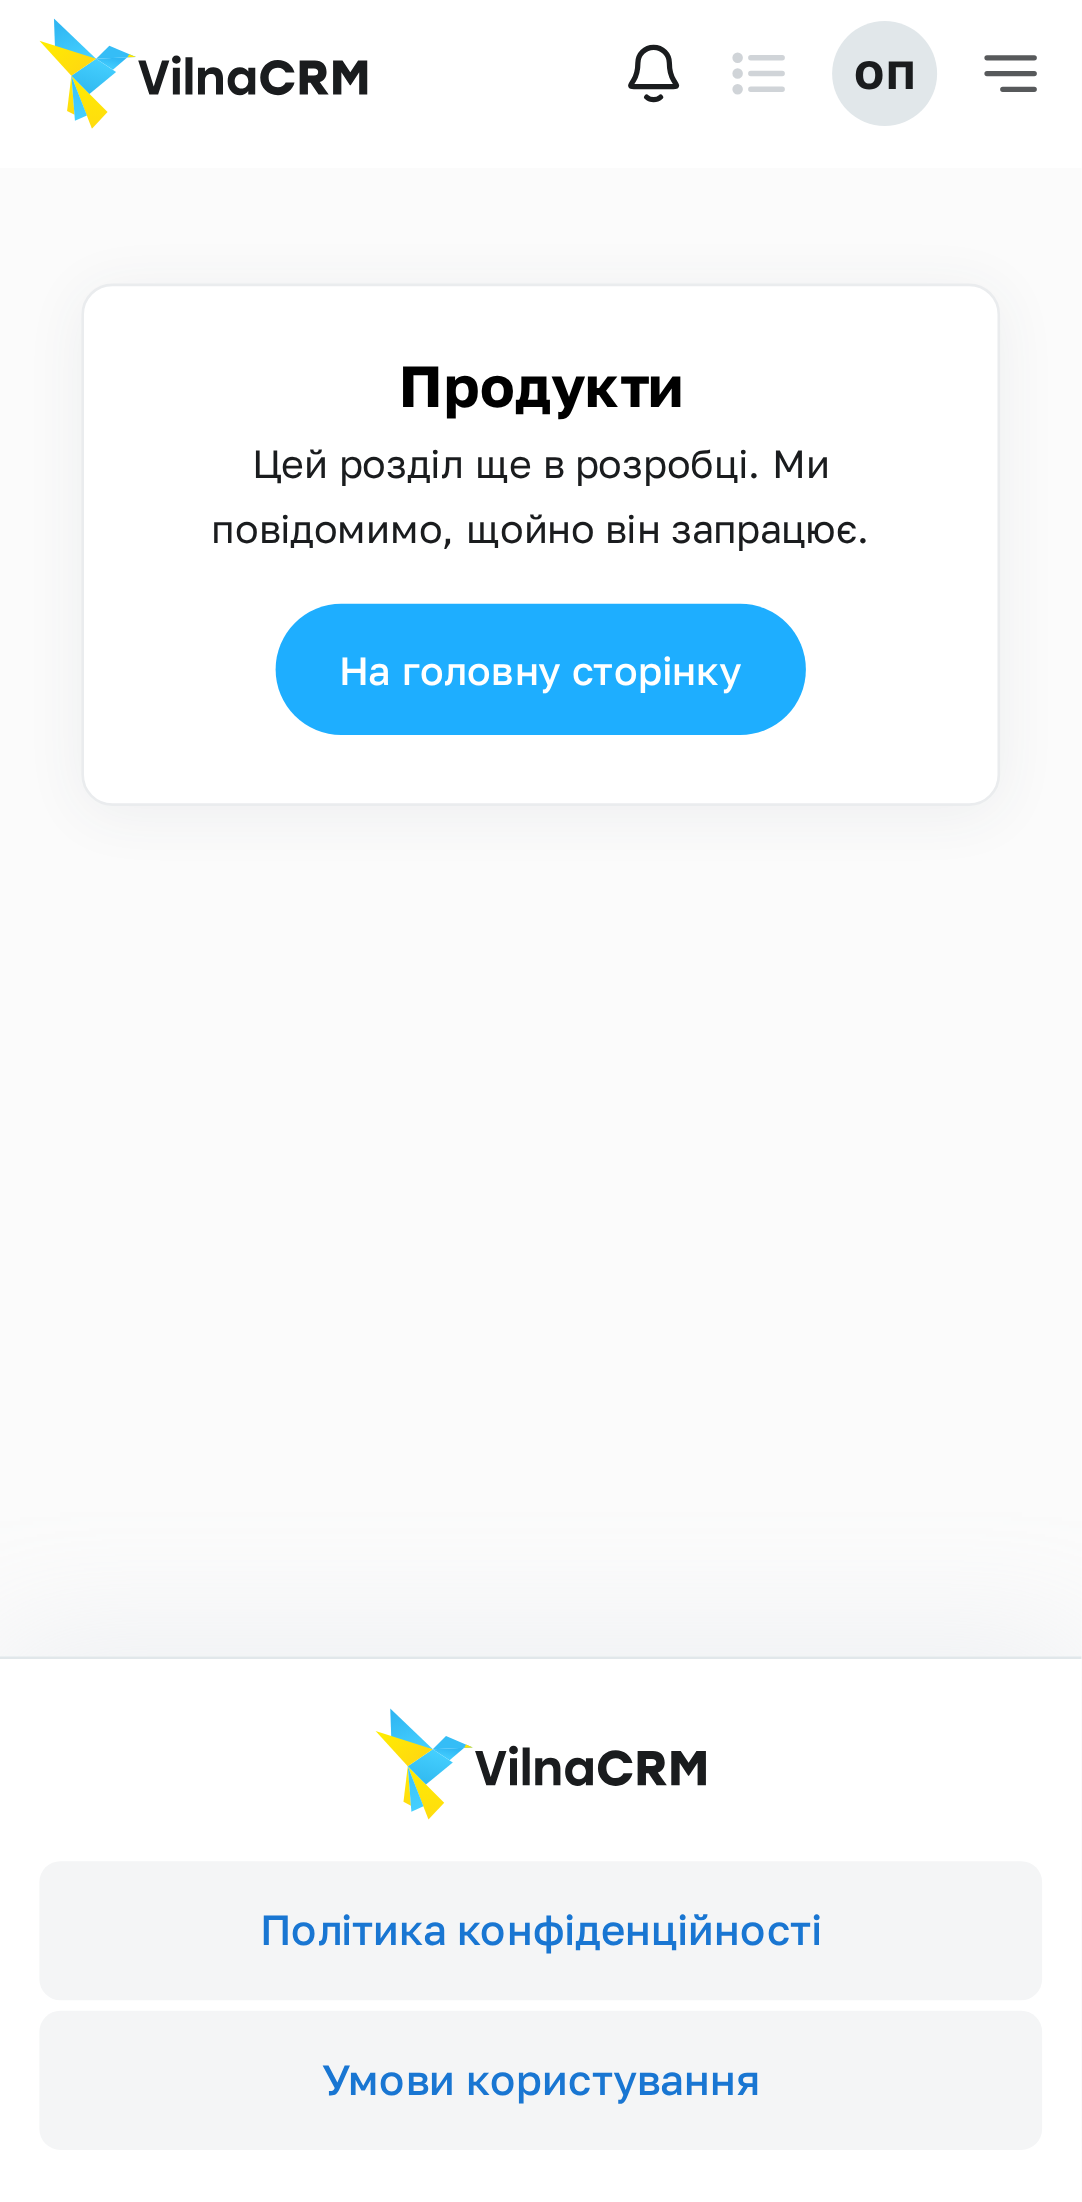 VilnaCRM
ОП
Продукти
Цей розділ ще в розробці. Ми
повідомимо, щойно він запрацює.
На головну сторінку
VilnaCRM
Політика конфіденційності
Умови користування